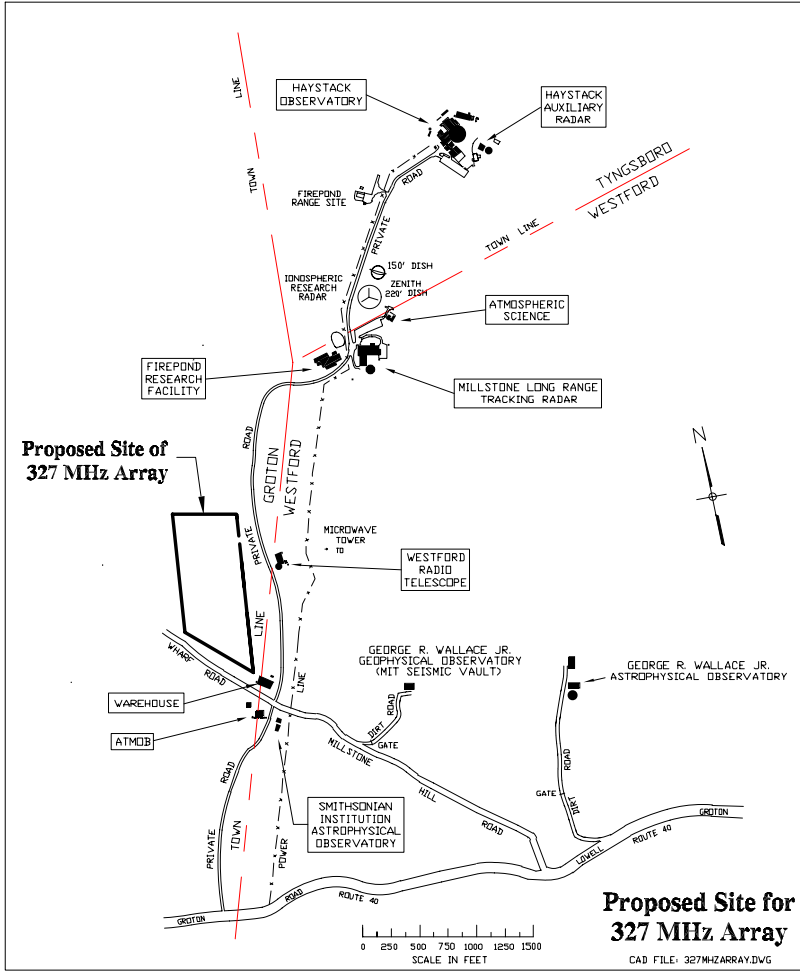 HAYSTACK
OBSERVATORY
HAYSTACK
AUXILIARY
RADAR
TOWN LINE
TYNGSBORO
WESTFORD
TOWN LINE
FIREPOND
RANGE SITE
PRIVATE ROAD
150' DISH
IONOSPHERIC
RESEARCH
RADAR
ZENITH
220' DISH
ATMOSPHERIC
SCIENCE
FIREPOND
RESEARCH
FACILITY
MILLSTONE LONG RANGE
TRACKING RADAR
N
Proposed Site of
327 MHz Array
PRIVATE ROAD
GROTON
WESTFORD
MICROWAVE
TOWER
TO
WESTFORD
RADIO
TELESCOPE
WHARF ROAD
TOWN LINE
POWER LINE
GEORGE R. WALLACE JR.
GEOPHYSICAL OBSERVATORY
(MIT SEISMIC VAULT)
GEORGE R. WALLACE JR.
ASTROPHYSICAL OBSERVATORY
WAREHOUSE
ATMOB
DIRT ROAD
GATE
MILLSTONE HILL ROAD
GATE
DIRT ROAD
SMITHSONIAN
INSTITUTION
ASTROPHYSICAL
OBSERVATORY
PRIVATE ROAD
GROTON ROAD ROUTE 40
LOWELL ROUTE 40 GROTON
0 250 500 750 1000 1250 1500
SCALE IN FEET
Proposed Site for
327 MHz Array
CAD FILE: 327MHZARRAY.DWG